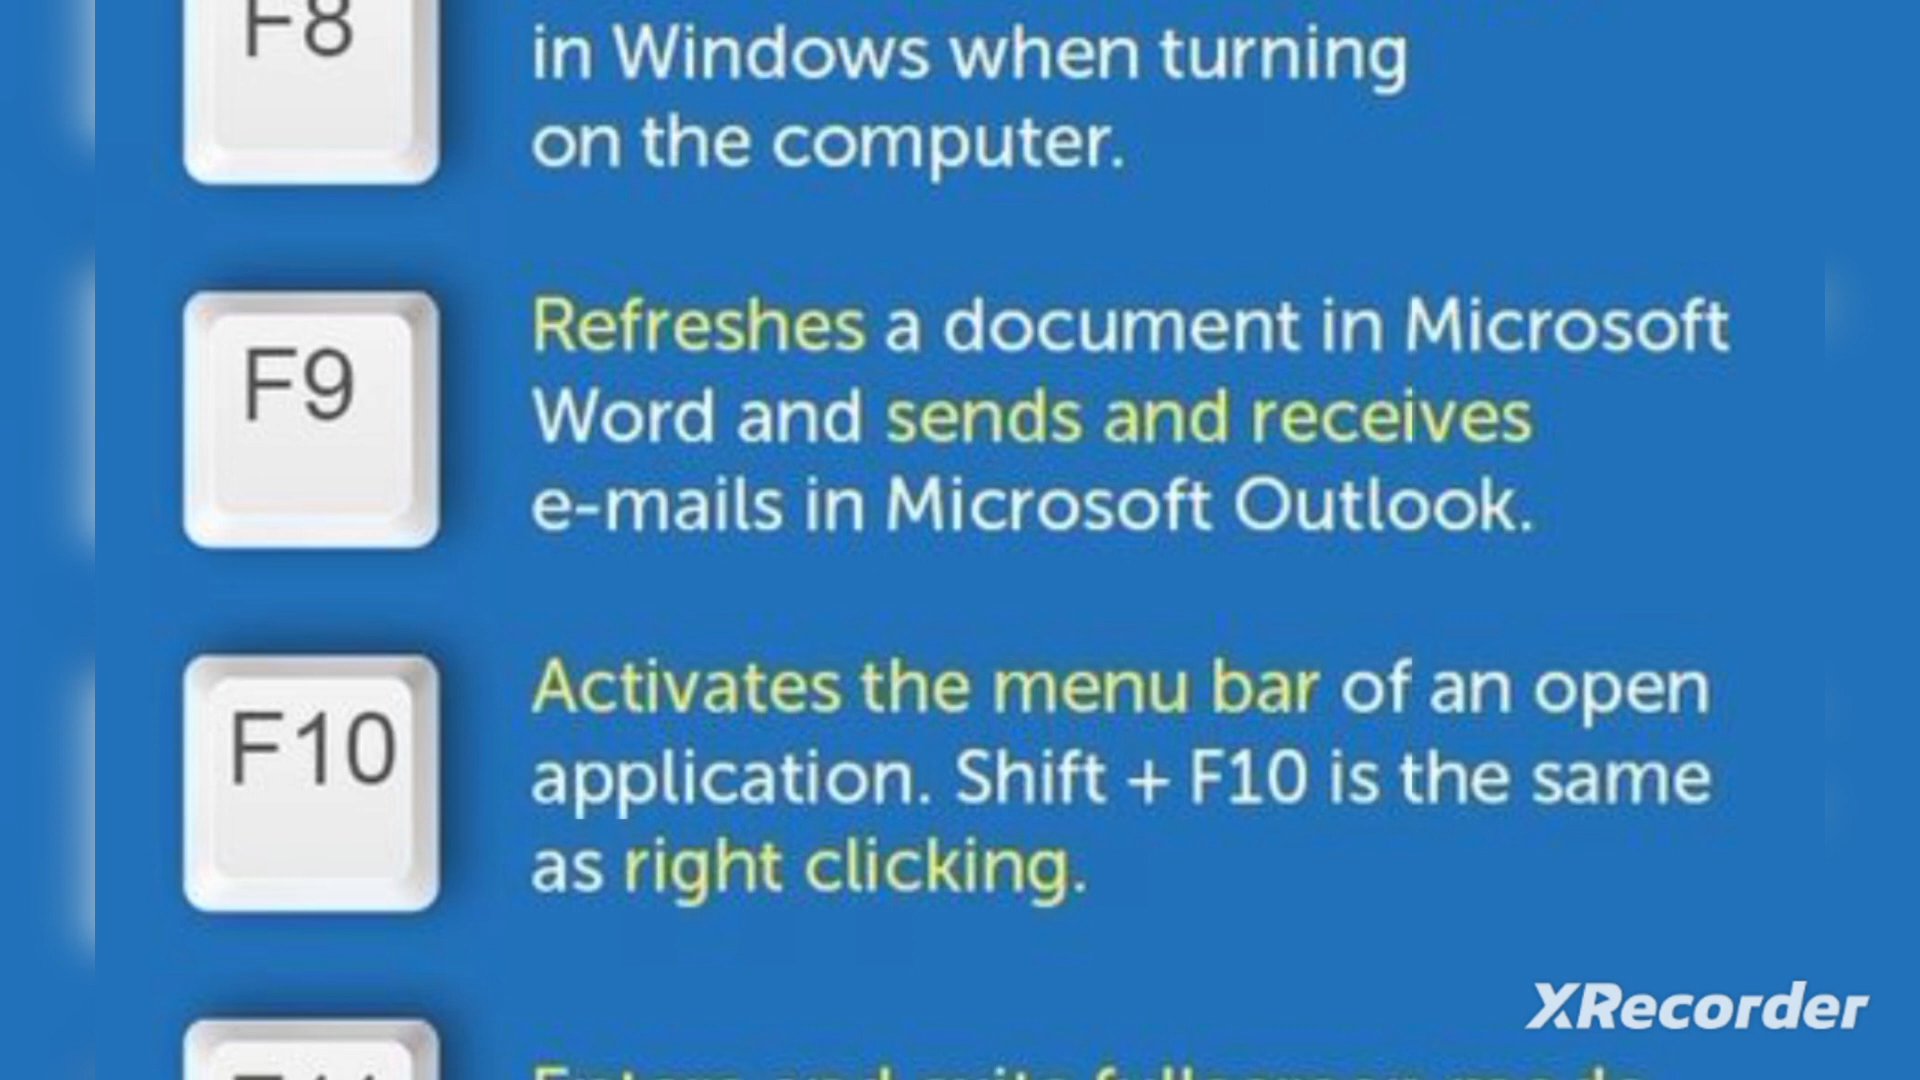 F8
in Windows when turning
on the computer.
F9
Refreshes a document in Microsoft
Word and sends and receives
e-mails in Microsoft Outlook.
F10
Activates the menu bar of an open
application. Shift + F10 is the same
as right clicking.
XRecorder